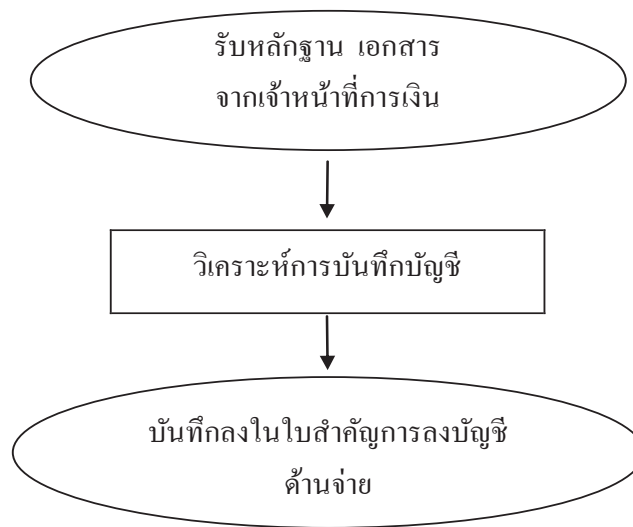 รับหลักฐาน เอกสาร
จากเจ้าหน้าที่การเงิน
วิเคราะห์การบันทึกบัญชี
บันทึกลงในใบสำคัญการลงบัญชี
ด้านจ่าย